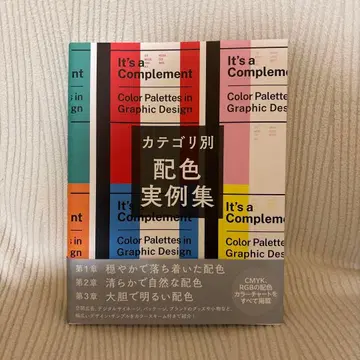 It's a
Complement
Color Palettes in
Graphic Design
It's a
Complement
Color Palettes in
Graphic Design
nt
s in
カテゴリ別
配色
実例集
It's a
Complement
Color Palettes in
Graphic Design
It's a
Complement
Color Palettes
Graphic Design
nt
s in
第1章 穏やかで落ち着いた配色
第2章 清らかで自然な配色
第3章 大胆で明るい配色
CMYK、
RGBの配色
カラーチャートを
すべて掲載